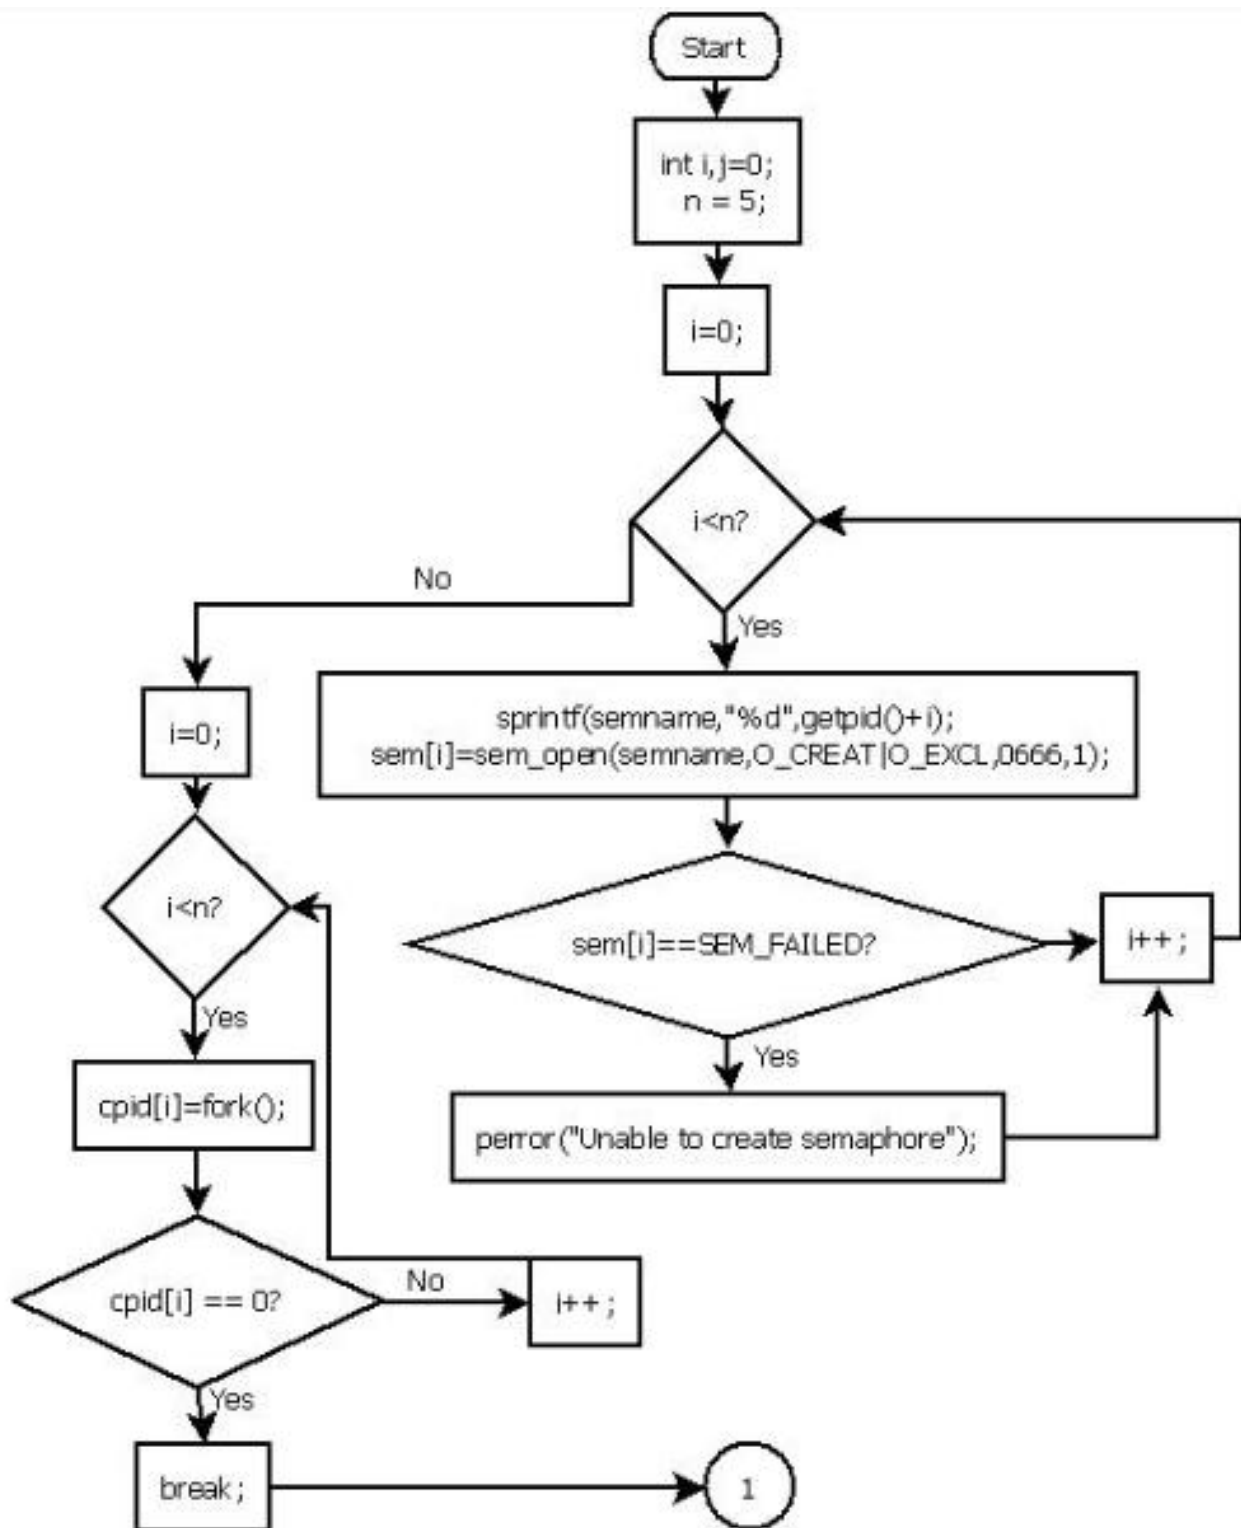 Start
int i,j=0;
n = 5;
i=0;
i<n?
No
Yes
i=0;
sprintf(semname,"%d",getpid()+i);
sem[i]=sem_open(semname,O_CREAT|O_EXCL,0666,1);
i<n?
sem[i]==SEM_FAILED?
i++;
Yes
Yes
cpid[i]=fork();
perror("Unable to create semaphore");
cpid[i] == 0?
No
i++;
Yes
break;
1